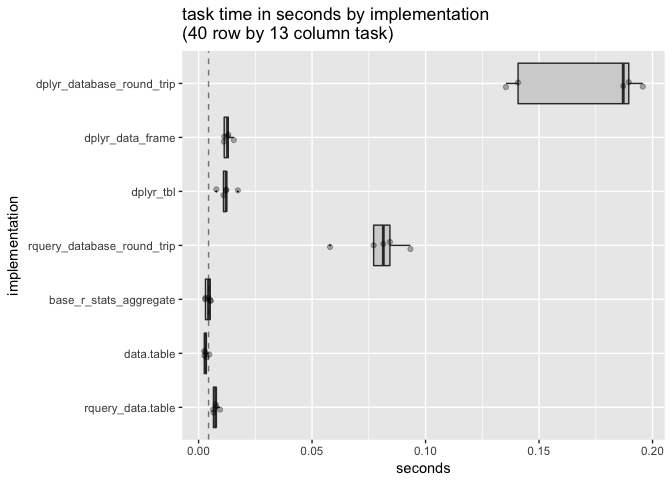 task time in seconds by implementation
(40 row by 13 column task)
implementation
dplyr_database_round_trip
dplyr_data_frame
dplyr_tbl
rquery_database_round_trip
base_r_stats_aggregate
data.table
rquery_data.table
0.00 0.05 0.10 0.15 0.20
seconds